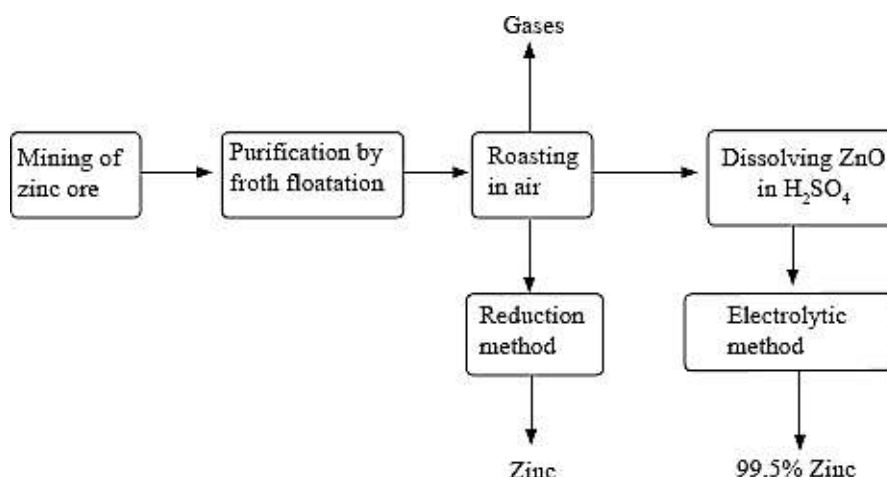 Gases
Mining of
zinc ore
Purification by
froth floatation
Roasting
in air
Dissolving ZnO
in H₂SO₄
Reduction
method
Electrolytic
method
Zinc
99.5% Zinc